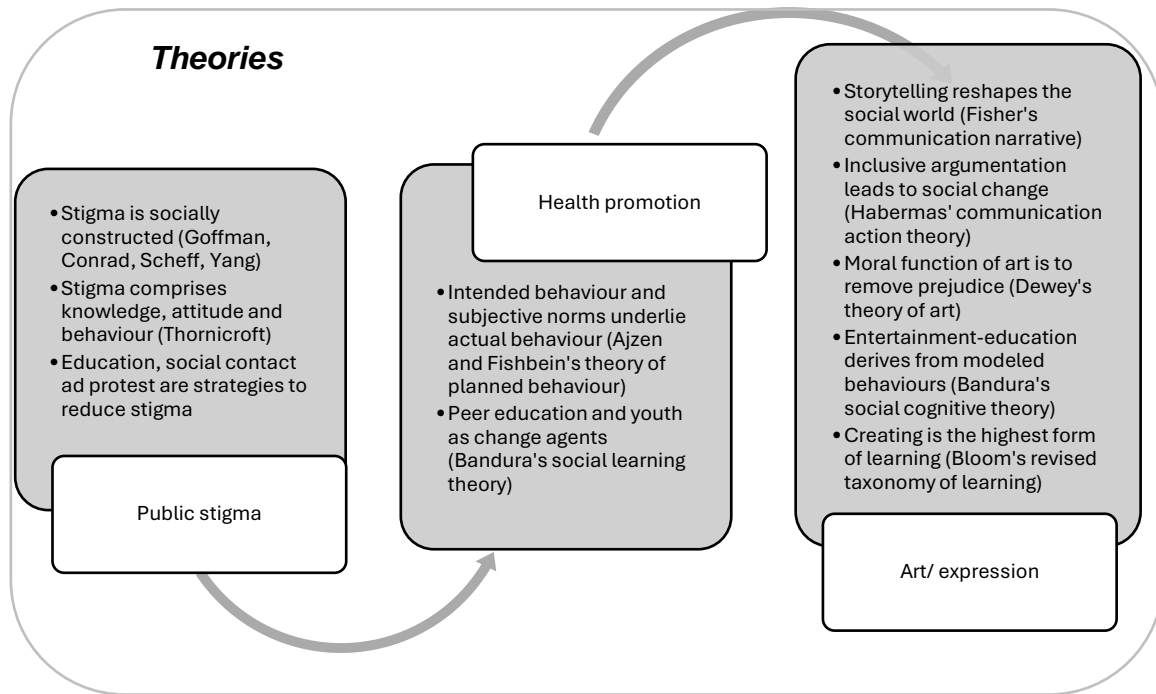 Theories
•Stigma is socially
constructed (Goffman,
Conrad, Scheff, Yang)
•Stigma comprises
knowledge, attitude and
behaviour (Thornicroft)
•Education, social contact
ad protest are strategies to
reduce stigma
Public stigma
Health promotion
•Intended behaviour and
subjective norms underlie
actual behaviour (Ajzen
and Fishbein's theory of
planned behaviour)
•Peer education and youth
as change agents
(Bandura's social learning
theory)
•Storytelling reshapes the
social world (Fisher's
communication narrative)
•Inclusive argumentation
leads to social change
(Habermas' communication
action theory)
•Moral function of art is to
remove prejudice (Dewey's
theory of art)
•Entertainment-education
derives from modeled
behaviours (Bandura's
social cognitive theory)
•Creating is the highest form
of learning (Bloom's revised
taxonomy of learning)
Art/ expression